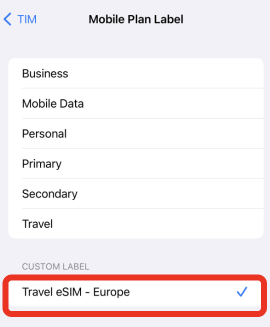 TIM
Mobile Plan Label
Business
Mobile Data
Personal
Primary
Secondary
Travel
CUSTOM LABEL
Travel eSIM - Europe